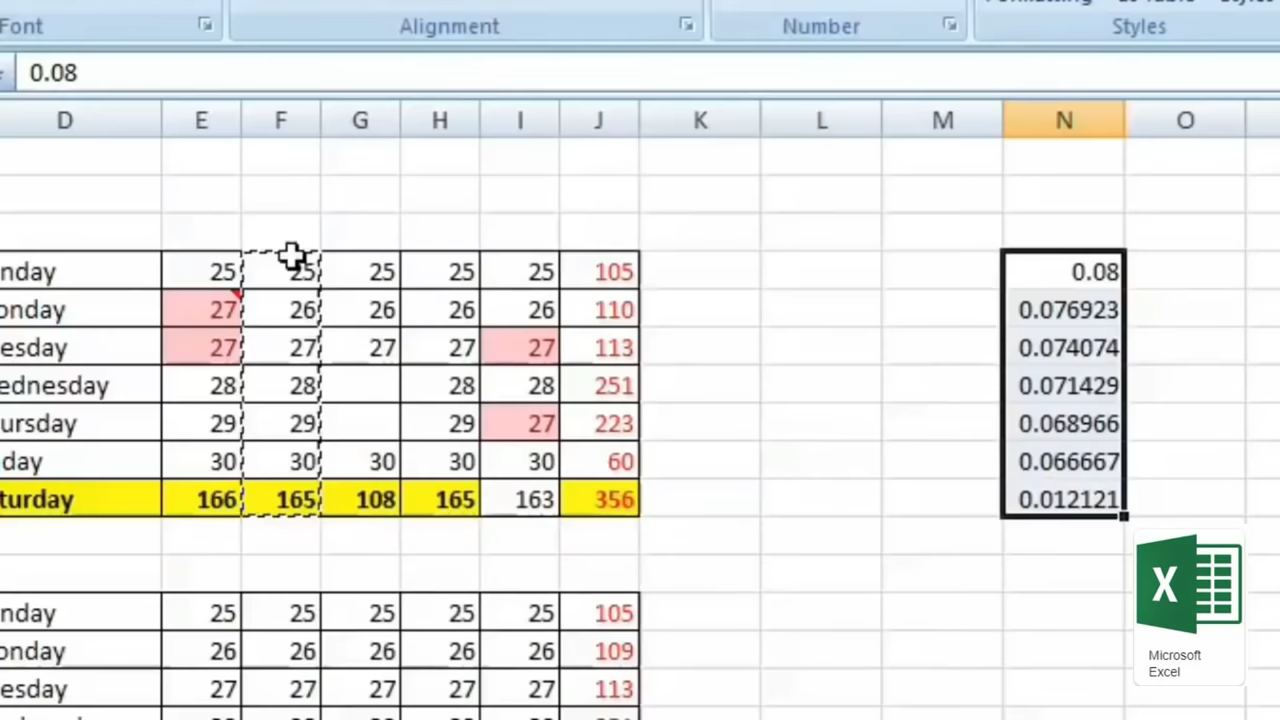 Font Alignment Number Styles
0.08
D E F G H I J K L M N O
nday 25 25 25 25 25 105 0.08
onday 27 26 26 26 26 110 0.076923
esday 27 27 27 27 27 113 0.074074
ednesday 28 28 28 28 251 0.071429
ursday 29 29 29 27 223 0.068966
day 30 30 30 30 30 60 0.066667
turday 166 165 108 165 163 356 0.012121
nday 25 25 25 25 25 105
onday 26 26 26 26 26 109
esday 27 27 27 27 27 113
X
Microsoft
Excel